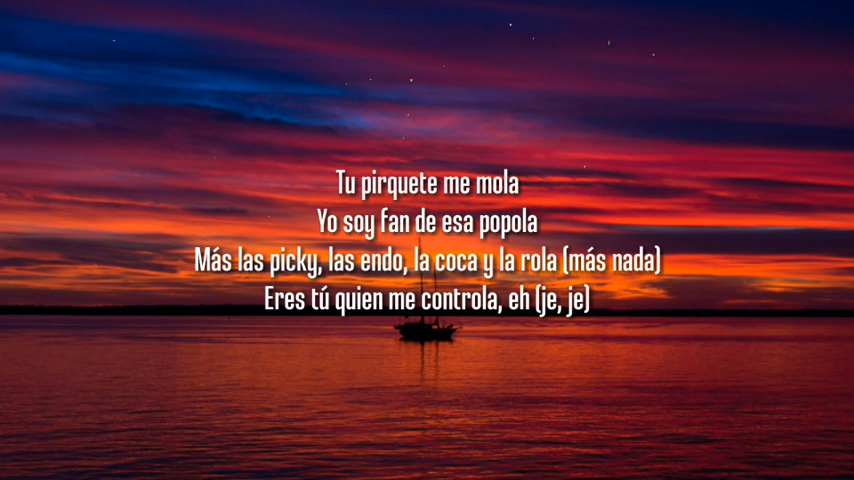 Tu pirquete me mola
Yo soy fan de esa popola
Más las picky, las endo, la coca y la rola (más nada)
Eres tú quien me controla, eh (je, je)